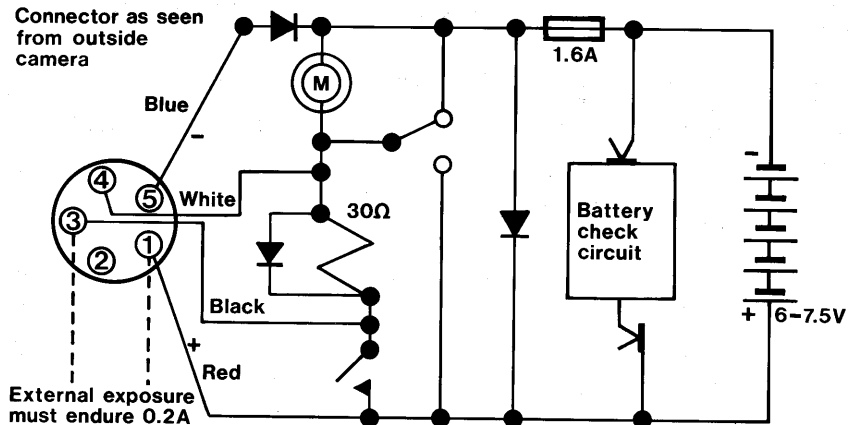 Connector as seen
from outside
camera
Blue
–
M
1.6A
–
4
5
White
3
30Ω
2
1
Battery
check
circuit
Black
+
Red
+ 6–7.5V
External exposure
must endure 0.2A